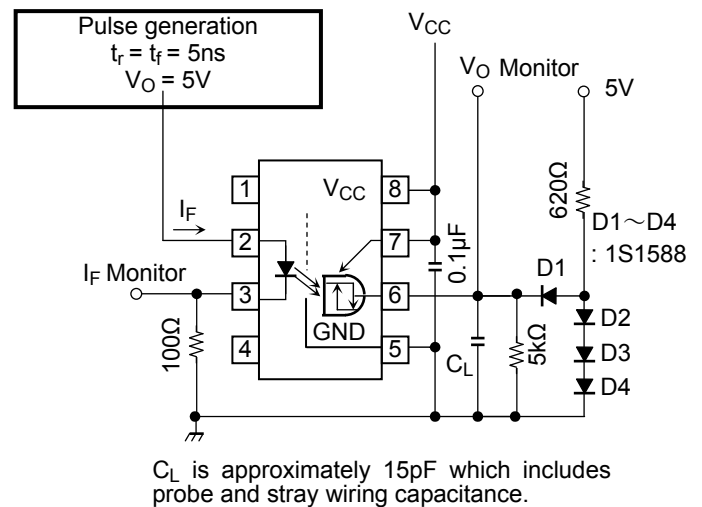 Pulse generation
tr = tf = 5ns
VO = 5V
VCC
VO Monitor
5V
1
VCC
8
620Ω
D1～D4
: 1S1588
IF
2
7
0.1μF
D1
IF Monitor
3
6
D2
GND
100Ω
4
5
CL
5kΩ
D3
D4
CL is approximately 15pF which includes
probe and stray wiring capacitance.